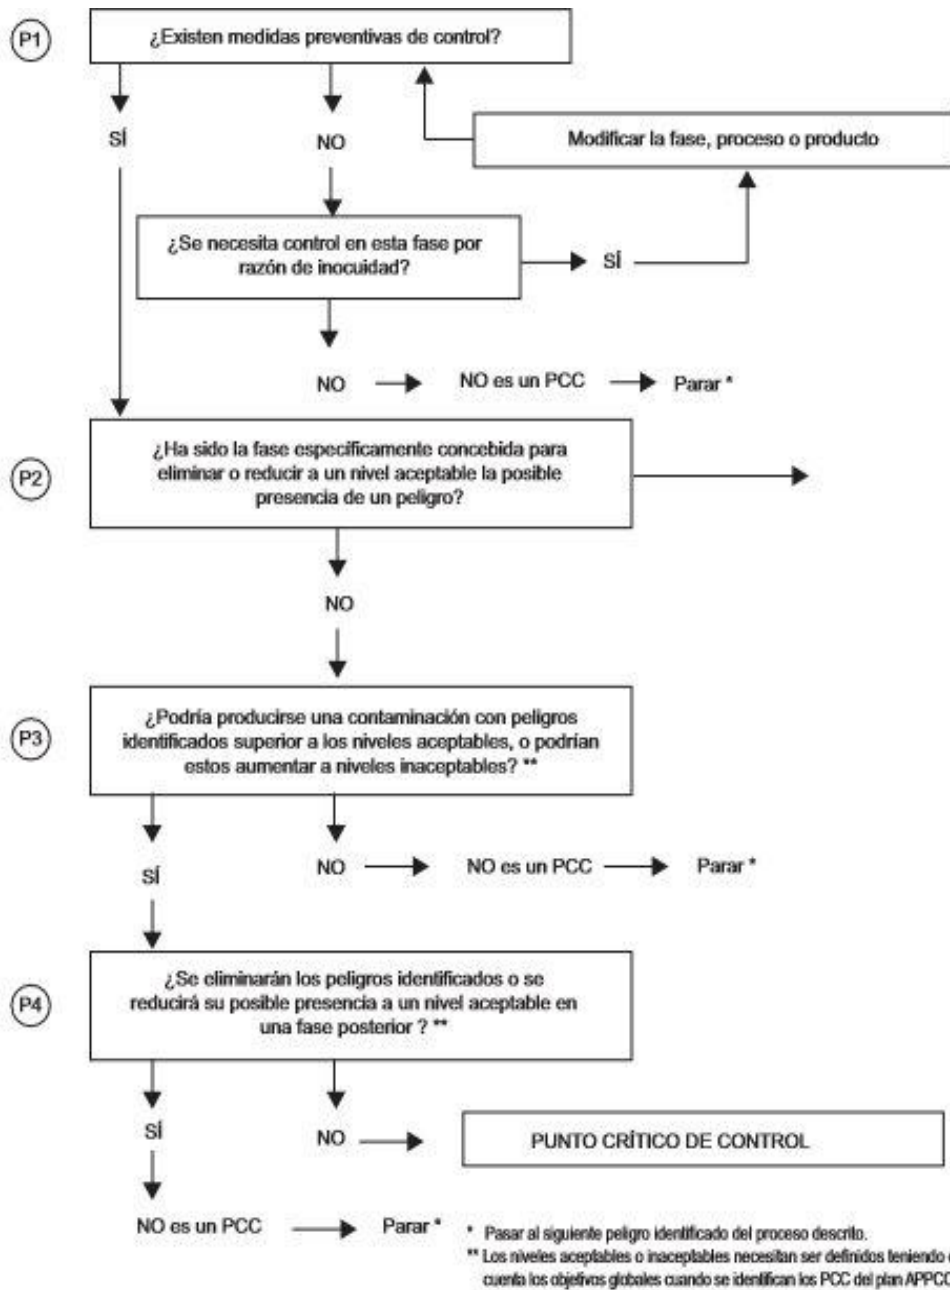 P1
¿Existen medidas preventivas de control?
SÍ
NO
Modificar la fase, proceso o producto
¿Se necesita control en esta fase por
razón de inocuidad?
SÍ
NO
NO es un PCC
Parar *
P2
¿Ha sido la fase específicamente concebida para
eliminar o reducir a un nivel aceptable la posible
presencia de un peligro?
NO
P3
¿Podría producirse una contaminación con peligros
identificados superior a los niveles aceptables, o podrían
estos aumentar a niveles inaceptables? **
SÍ
NO
NO es un PCC
Parar *
P4
¿Se eliminarán los peligros identificados o se
reducirá su posible presencia a un nivel aceptable en
una fase posterior ? **
SÍ
NO
PUNTO CRÍTICO DE CONTROL
NO es un PCC
Parar *
* Pasar al siguiente peligro identificado del proceso descrito.
** Los niveles aceptables o inaceptables necesitan ser definidos teniendo
cuenta los objetivos globales cuando se identifican los PCC del plan APPCC